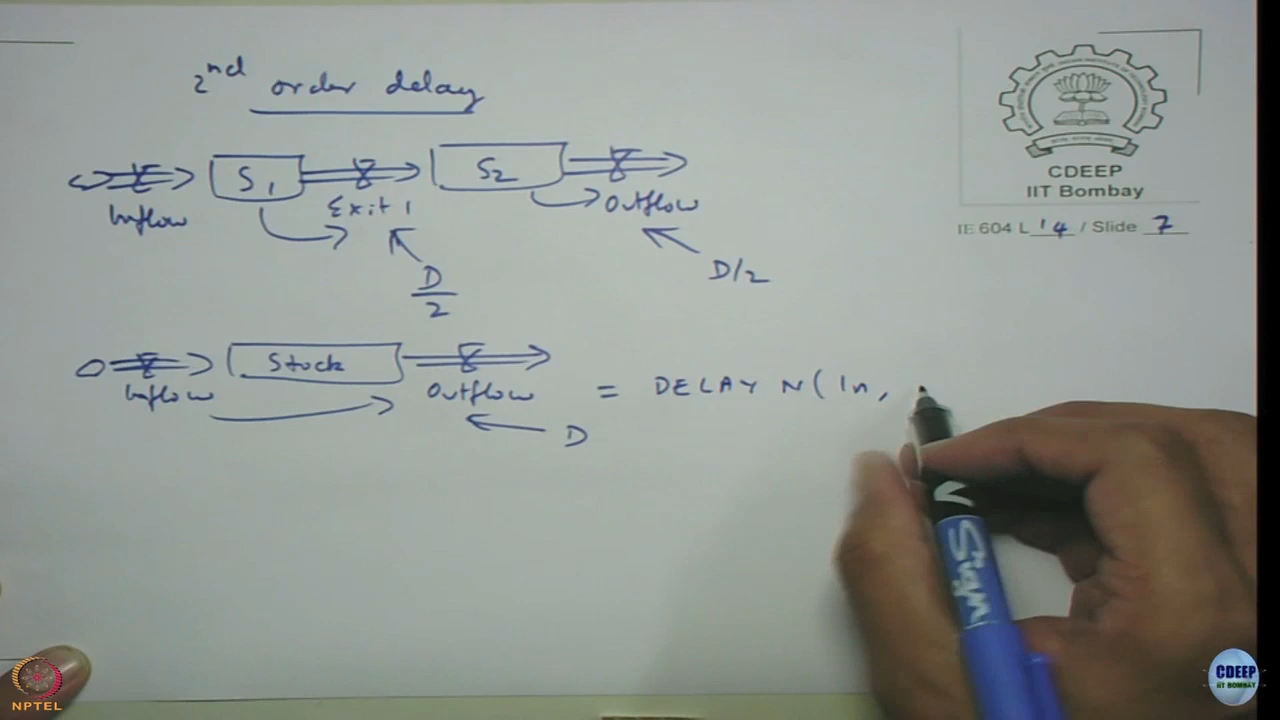 2nd order delay
S1 S2
Inflow Exit 1 Outflow
D/2 D/2
Stock
Inflow Outflow = DELAY N( In,
D
CDEEP
IIT Bombay
IE 604 L 14 / Slide 7
Sigm
NPTEL
CDEEP
IIT BOMBAY